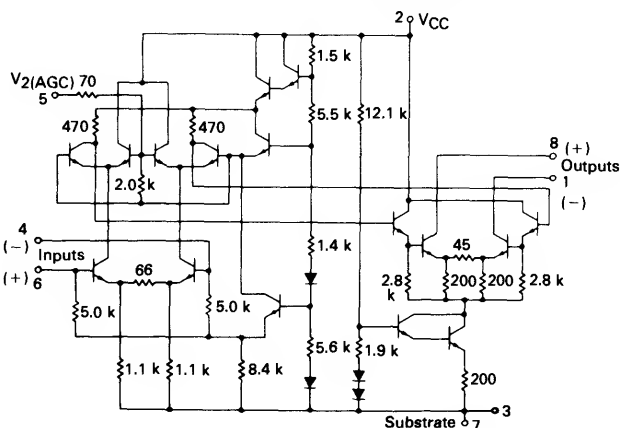 2 VCC
1.5 k
V2(AGC) 70
5
5.5 k
12.1 k
470
470
8 (+)
Outputs
1
(−)
2.0 k
4
(−)
Inputs
(+)
6
66
1.4 k
45
2.8 k
200
200
2.8 k
5.0 k
5.0 k
5.6 k
1.9 k
1.1 k
1.1 k
8.4 k
200
3
Substrate 7